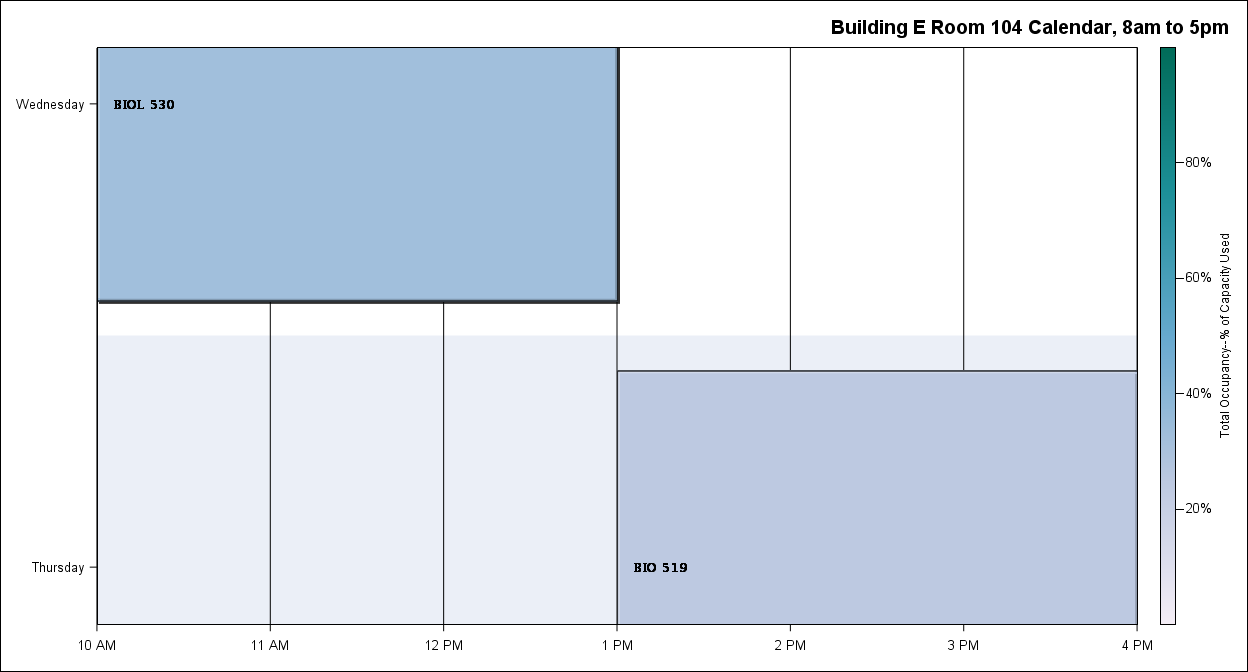 Building E Room 104 Calendar, 8am to 5pm
Wednesday
BIOL 530
80%
60%
Total Occupancy--% of Capacity Used
40%
20%
Thursday
BIO 519
10 AM
11 AM
12 PM
1 PM
2 PM
3 PM
4 PM